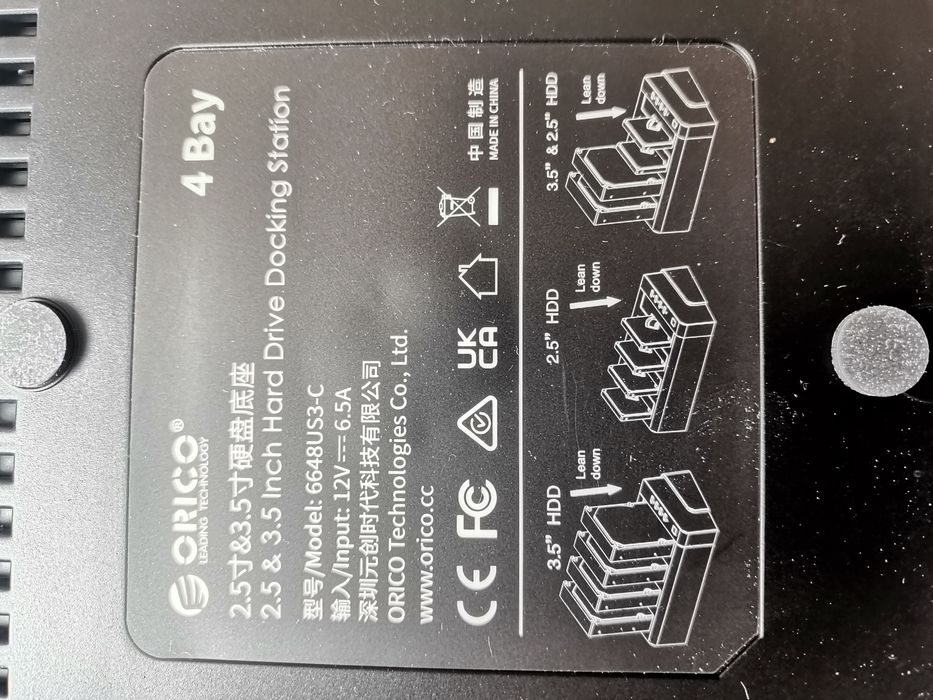 ORICO® 4 Bay
LEADING TECHNOLOGY
2.5寸&3.5寸硬盘底座
2.5 & 3.5 Inch Hard Drive Docking Station
型号/Model: 6648US3-C
输入/Input: 12V⎓6.5A
深圳元创时代科技有限公司
ORICO Technologies Co., Ltd.
www.orico.cc
CE FC UK CA 中国制造
MADE IN CHINA
3.5" HDD
Lean down
2.5" HDD
Lean down
3.5" & 2.5" HDD
Lean down